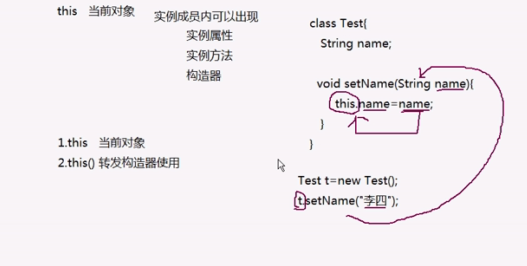 this 当前对象 实例成员内可以出现
实例属性
实例方法
构造器
1.this 当前对象
2.this() 转发构造器使用
class Test{
String name;
void setName(String name){
this.name=name;
}
}
Test t=new Test();
t.setName("李四");